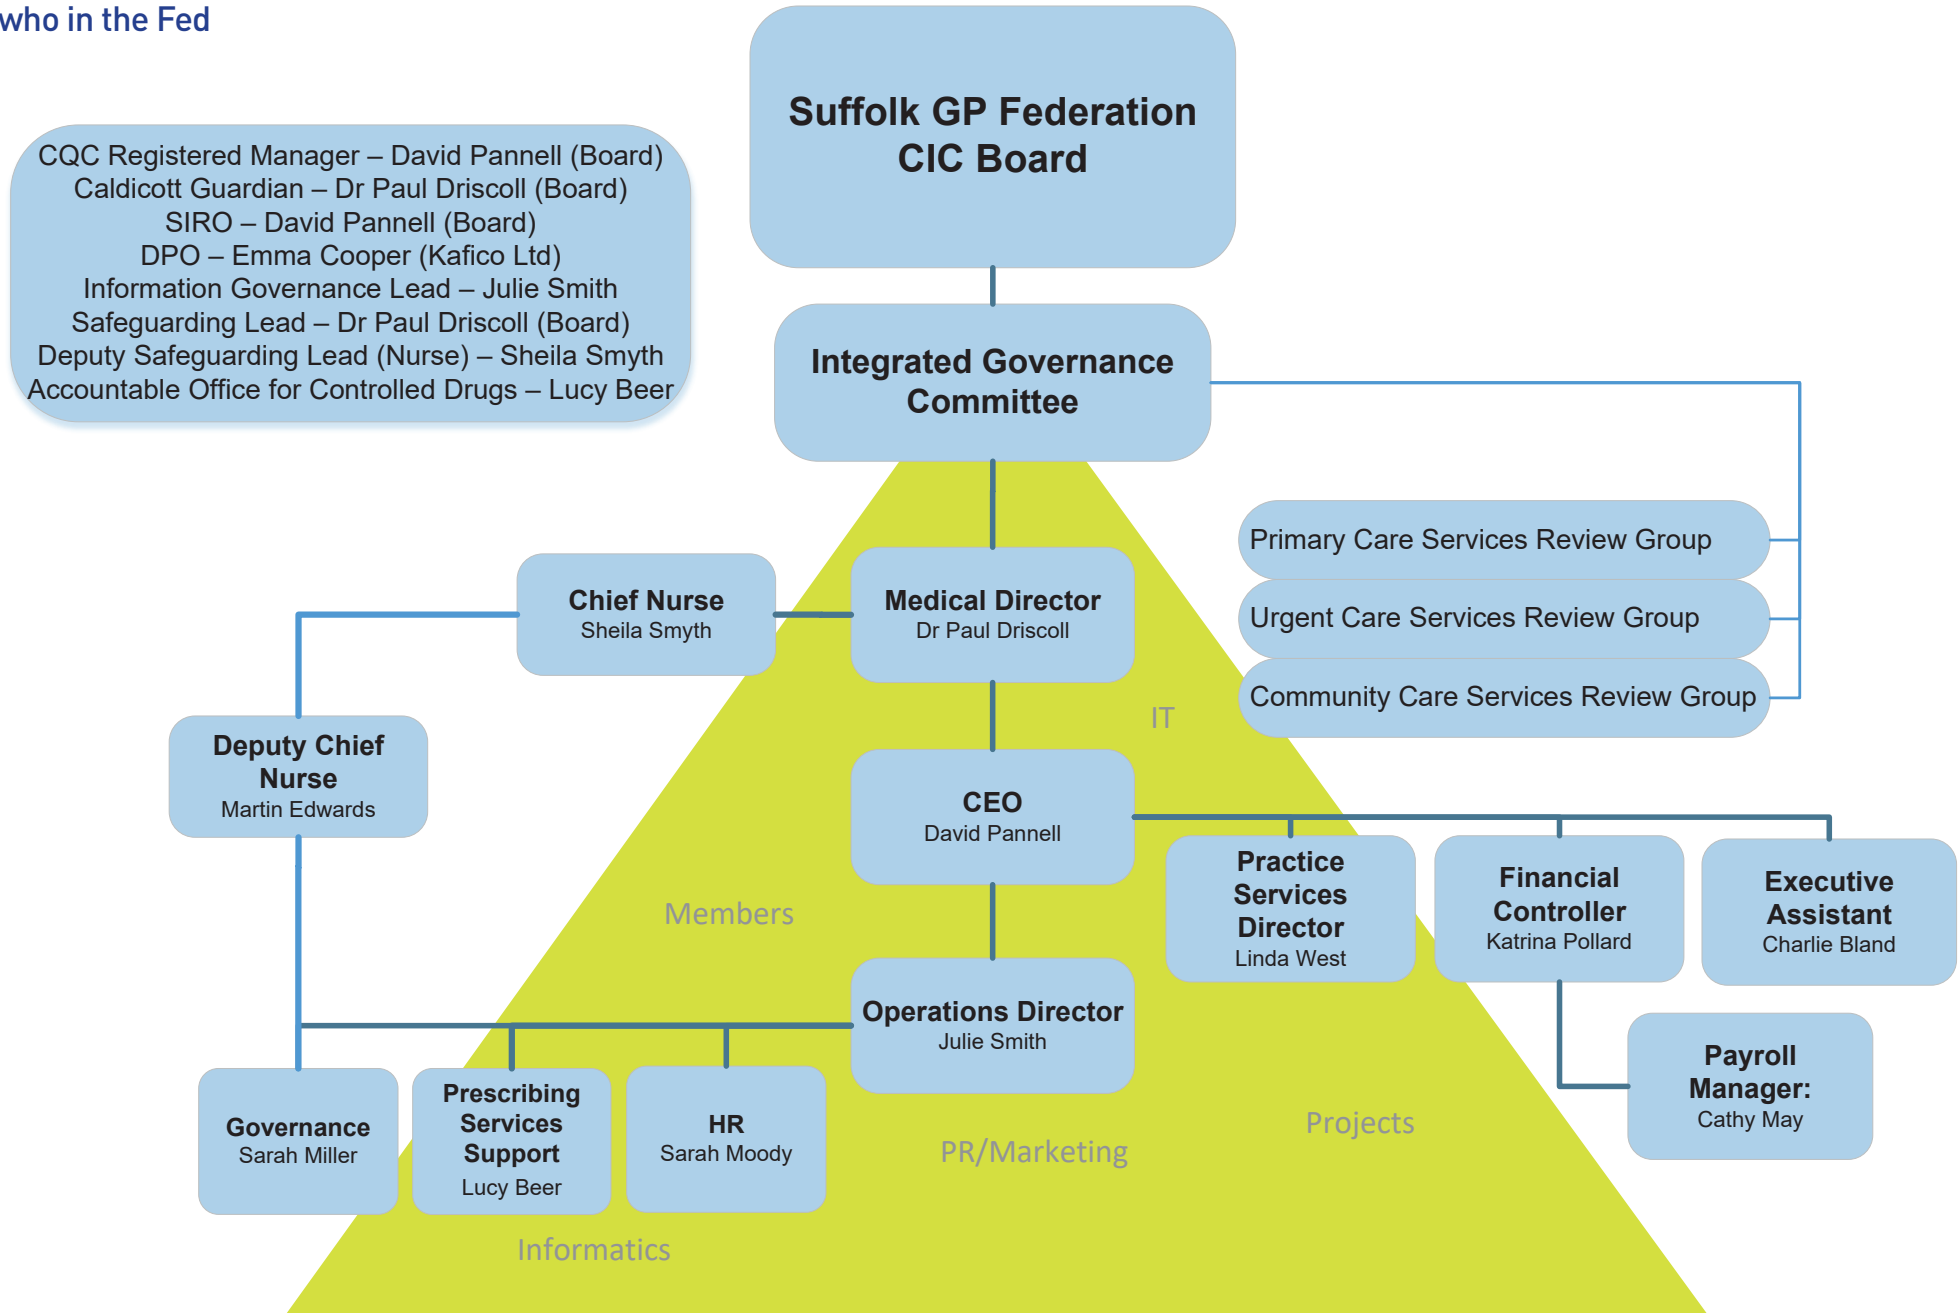 who in the Fed
Suffolk GP Federation
CIC Board
CQC Registered Manager – David Pannell (Board)
Caldicott Guardian – Dr Paul Driscoll (Board)
SIRO – David Pannell (Board)
DPO – Emma Cooper (Kafico Ltd)
Information Governance Lead – Julie Smith
Safeguarding Lead – Dr Paul Driscoll (Board)
Deputy Safeguarding Lead (Nurse) – Sheila Smyth
Accountable Office for Controlled Drugs – Lucy Beer
Integrated Governance
Committee
Primary Care Services Review Group
Urgent Care Services Review Group
Community Care Services Review Group
Chief Nurse
Sheila Smyth
Medical Director
Dr Paul Driscoll
IT
Deputy Chief
Nurse
Martin Edwards
CEO
David Pannell
Practice
Services
Director
Linda West
Financial
Controller
Katrina Pollard
Executive
Assistant
Charlie Bland
Members
Operations Director
Julie Smith
Payroll
Manager:
Cathy May
Governance
Sarah Miller
Prescribing
Services
Support
Lucy Beer
HR
Sarah Moody
PR/Marketing
Projects
Informatics